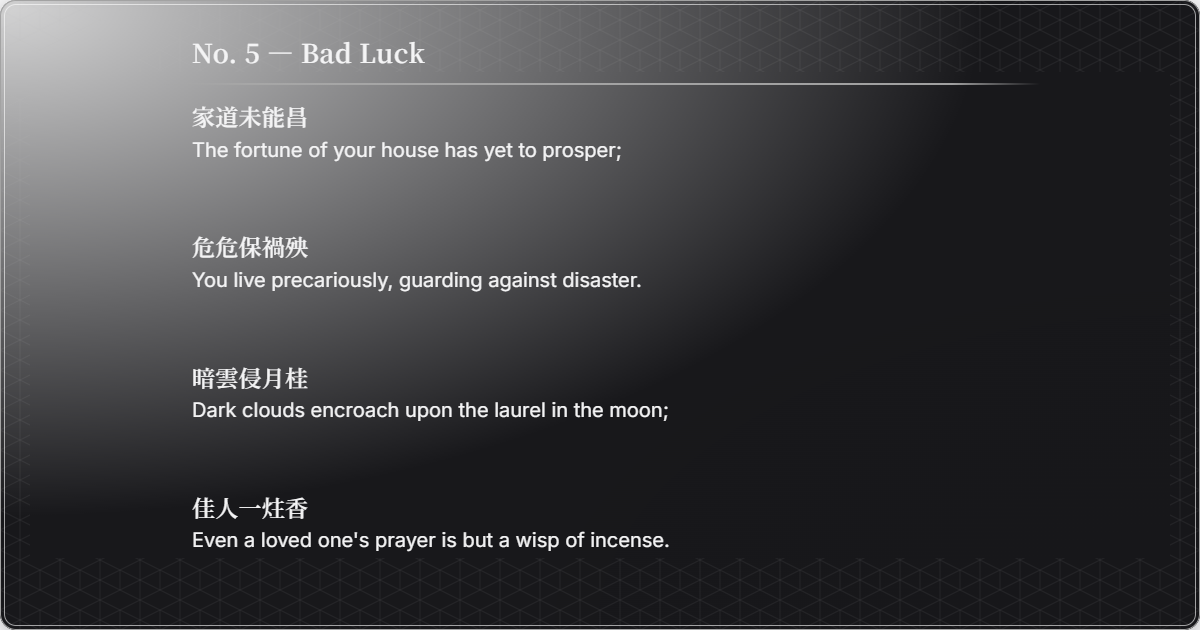 No. 5 — Bad Luck
家道未能昌
The fortune of your house has yet to prosper;
危危保禍殃
You live precariously, guarding against disaster.
暗雲侵月桂
Dark clouds encroach upon the laurel in the moon;
佳人一炷香
Even a loved one's prayer is but a wisp of incense.